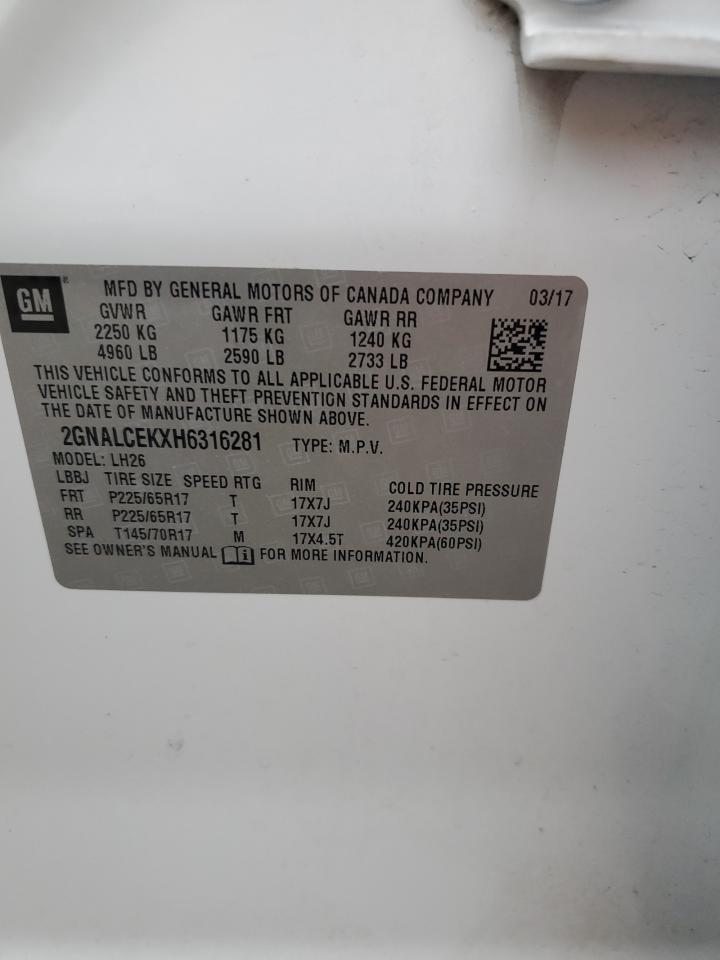 GM ® MFD BY GENERAL MOTORS OF CANADA COMPANY 03/17
GVWR GAWR FRT GAWR RR
2250 KG 1175 KG 1240 KG
4960 LB 2590 LB 2733 LB
THIS VEHICLE CONFORMS TO ALL APPLICABLE U.S. FEDERAL MOTOR
VEHICLE SAFETY AND THEFT PREVENTION STANDARDS IN EFFECT ON
THE DATE OF MANUFACTURE SHOWN ABOVE.
2GNALCEKXH6316281 TYPE: M.P.V.
MODEL: LH26
LBBJ TIRE SIZE SPEED RTG RIM COLD TIRE PRESSURE
FRT P225/65R17 T 17X7J 240KPA(35PSI)
RR P225/65R17 T 17X7J 240KPA(35PSI)
SPA T145/70R17 M 17X4.5T 420KPA(60PSI)
SEE OWNER'S MANUAL i FOR MORE INFORMATION.